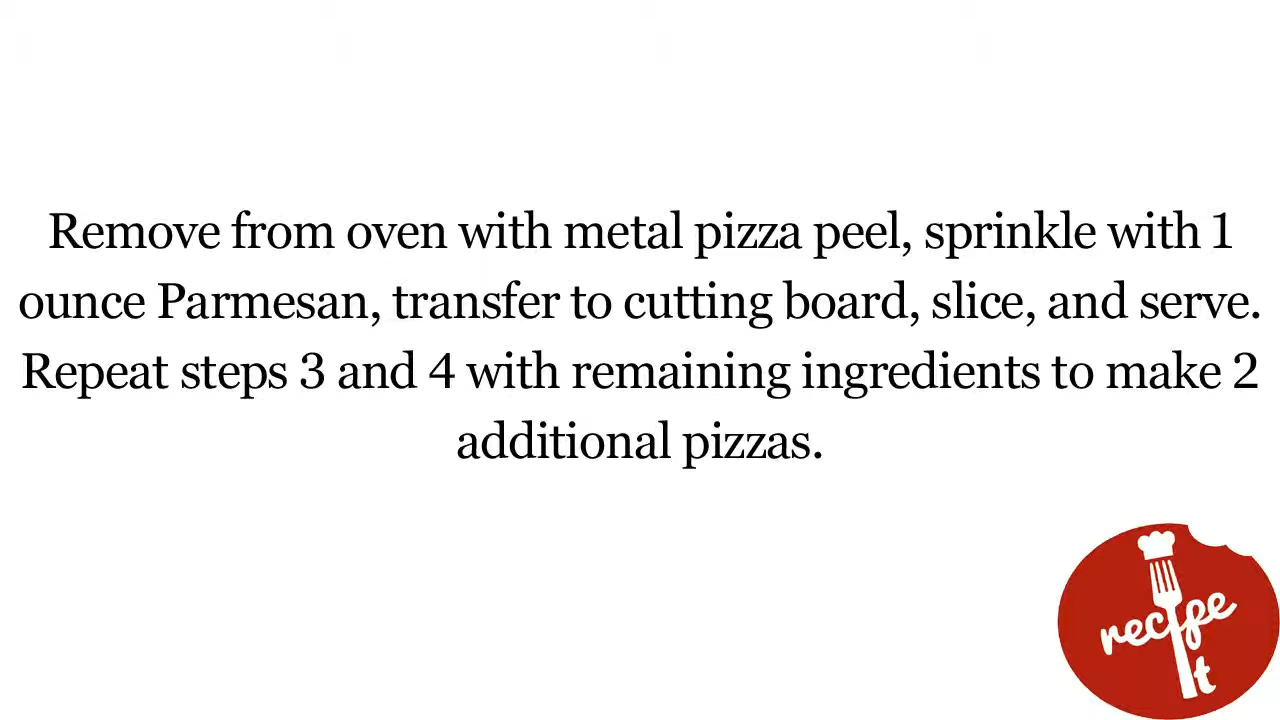 Remove from oven with metal pizza peel, sprinkle with 1
ounce Parmesan, transfer to cutting board, slice, and serve.
Repeat steps 3 and 4 with remaining ingredients to make 2
additional pizzas.
recipe
it